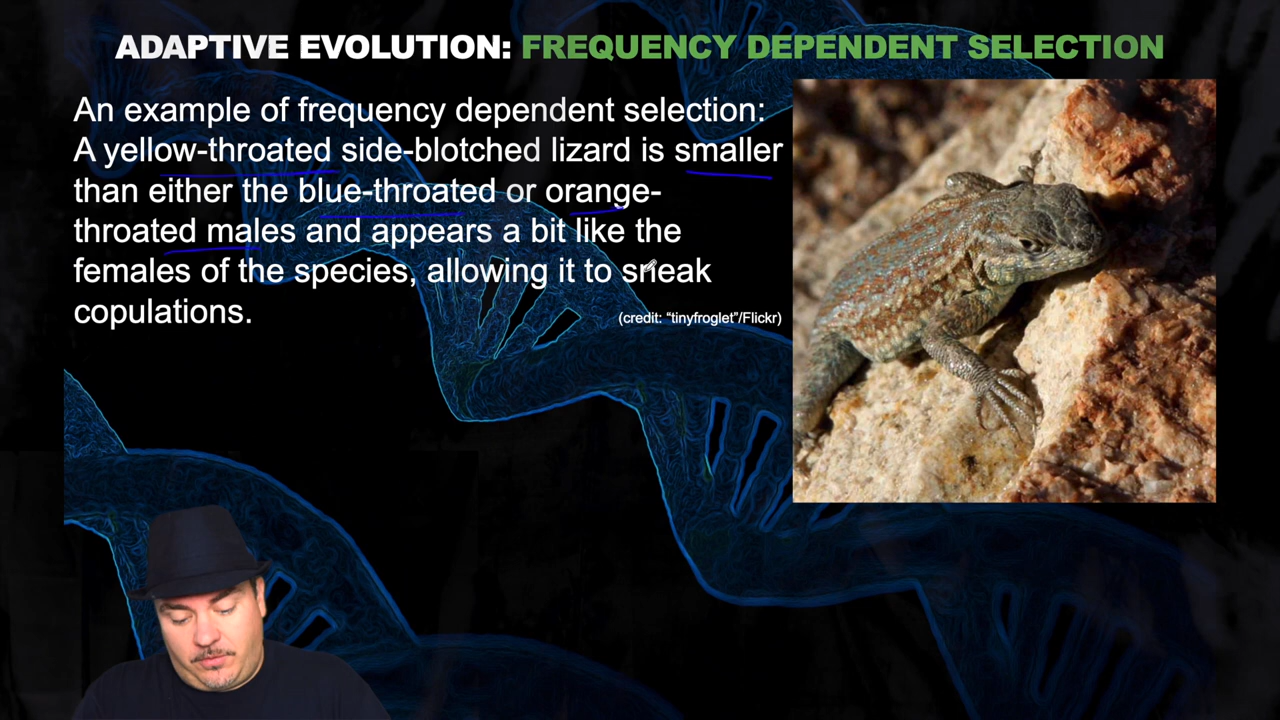 ADAPTIVE EVOLUTION: FREQUENCY DEPENDENT SELECTION
An example of frequency dependent selection:
A yellow-throated side-blotched lizard is smaller
than either the blue-throated or orange-
throated males and appears a bit like the
females of the species, allowing it to sneak
copulations.
(credit: “tinyfroglet”/Flickr)